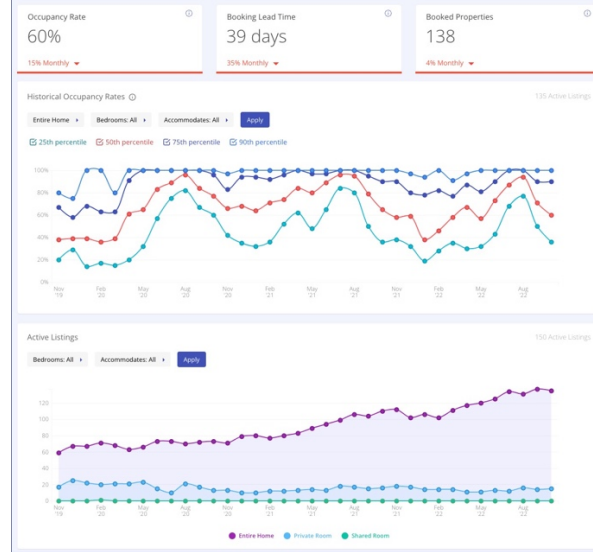 Occupancy Rate
60%
15% Monthly
Booking Lead Time
39 days
35% Monthly
Booked Properties
138
4% Monthly
Historical Occupancy Rates
135 Active Listings
Entire Home
Bedrooms: All
Accommodates: All
Apply
25th percentile
50th percentile
75th percentile
90th percentile
100%
80%
60%
40%
20%
0%
Nov '19
Feb '20
May '20
Aug '20
Nov '20
Feb '21
May '21
Aug '21
Nov '21
Feb '22
May '22
Aug '22
Active Listings
150 Active Listings
Bedrooms: All
Accommodates: All
Apply
120
100
80
60
40
20
0
Nov '19
Feb '20
May '20
Aug '20
Nov '20
Feb '21
May '21
Aug '21
Nov '21
Feb '22
May '22
Aug '22
Entire Home
Private Room
Shared Room